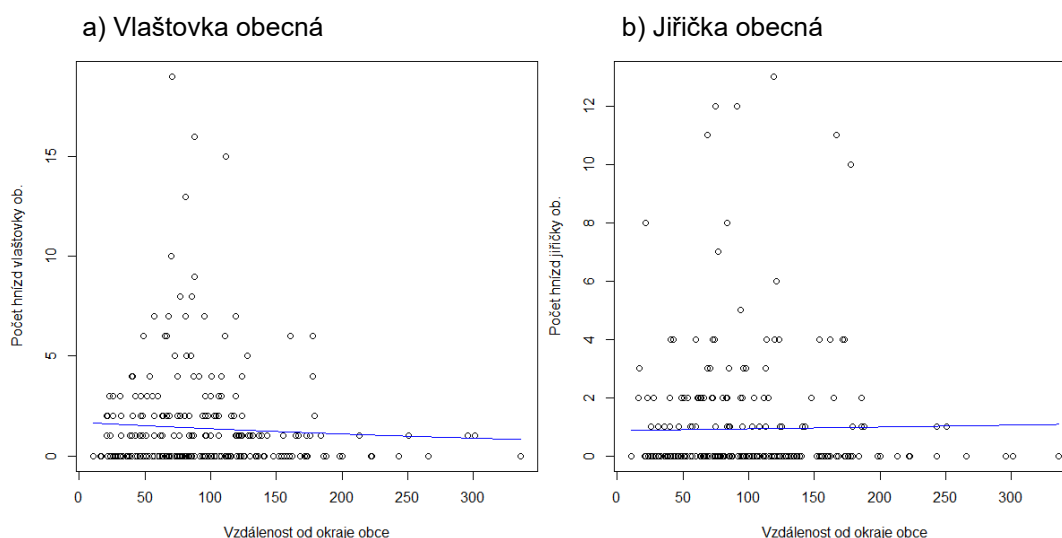 a) Vlaštovka obecná
b) Jiřička obecná
Počet hnízd vlaštovky ob.
15
10
5
0
0 50 100 150 200 250 300
Vzdálenost od okraje obce
Počet hnízd jiřičky ob.
12
10
8
6
4
2
0
0 50 100 150 200 250 300
Vzdálenost od okraje obce